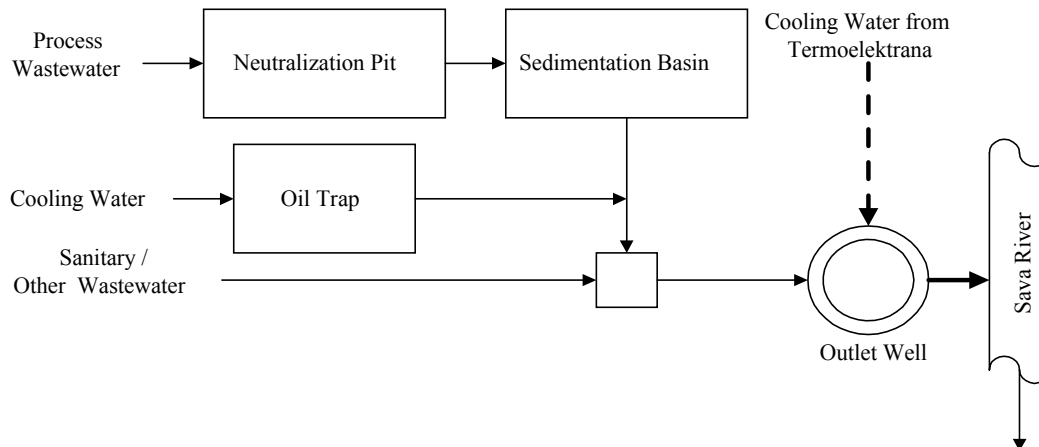 Process
Wastewater
Neutralization Pit
Sedimentation Basin
Cooling Water from
Termoelektrana
Cooling Water
Oil Trap
Sanitary /
Other Wastewater
Outlet Well
Sava River